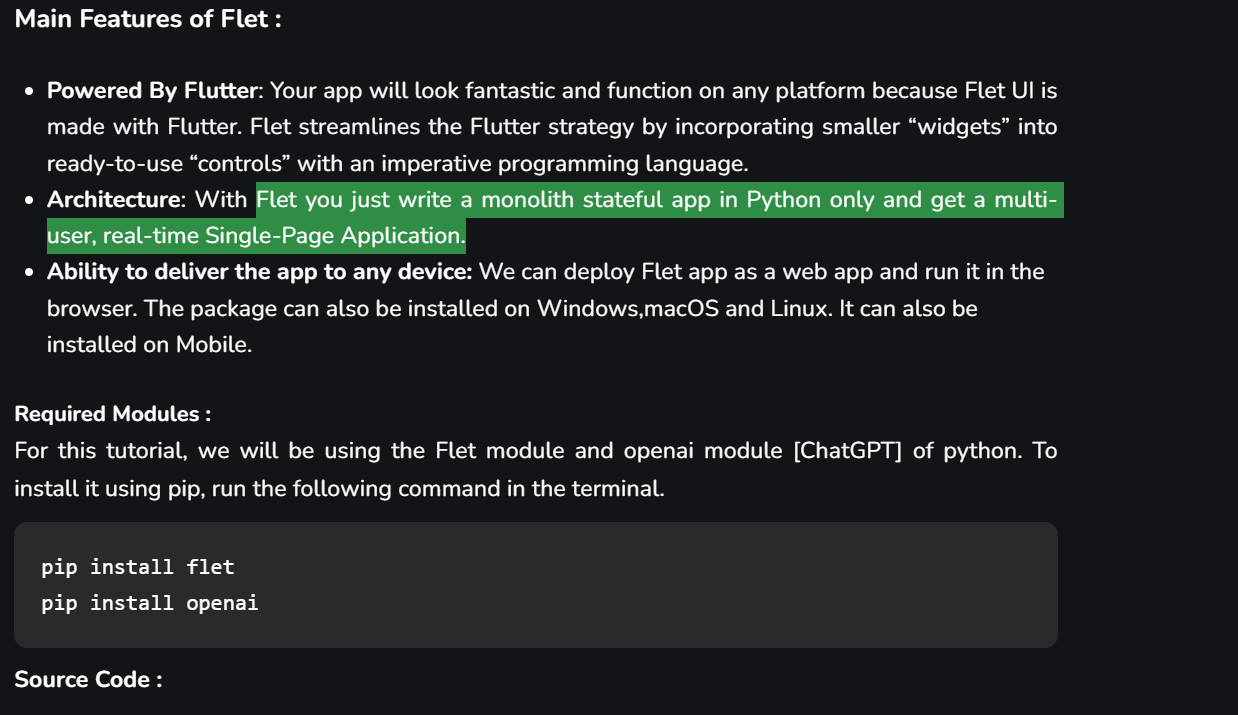 Main Features of Flet :
Powered By Flutter: Your app will look fantastic and function on any platform because Flet UI is
made with Flutter. Flet streamlines the Flutter strategy by incorporating smaller “widgets” into
ready-to-use “controls” with an imperative programming language.
Architecture: With Flet you just write a monolith stateful app in Python only and get a multi-
user, real-time Single-Page Application.
Ability to deliver the app to any device: We can deploy Flet app as a web app and run it in the
browser. The package can also be installed on Windows,macOS and Linux. It can also be
installed on Mobile.
Required Modules :
For this tutorial, we will be using the Flet module and openai module [ChatGPT] of python. To
install it using pip, run the following command in the terminal.
pip install flet
pip install openai
Source Code :